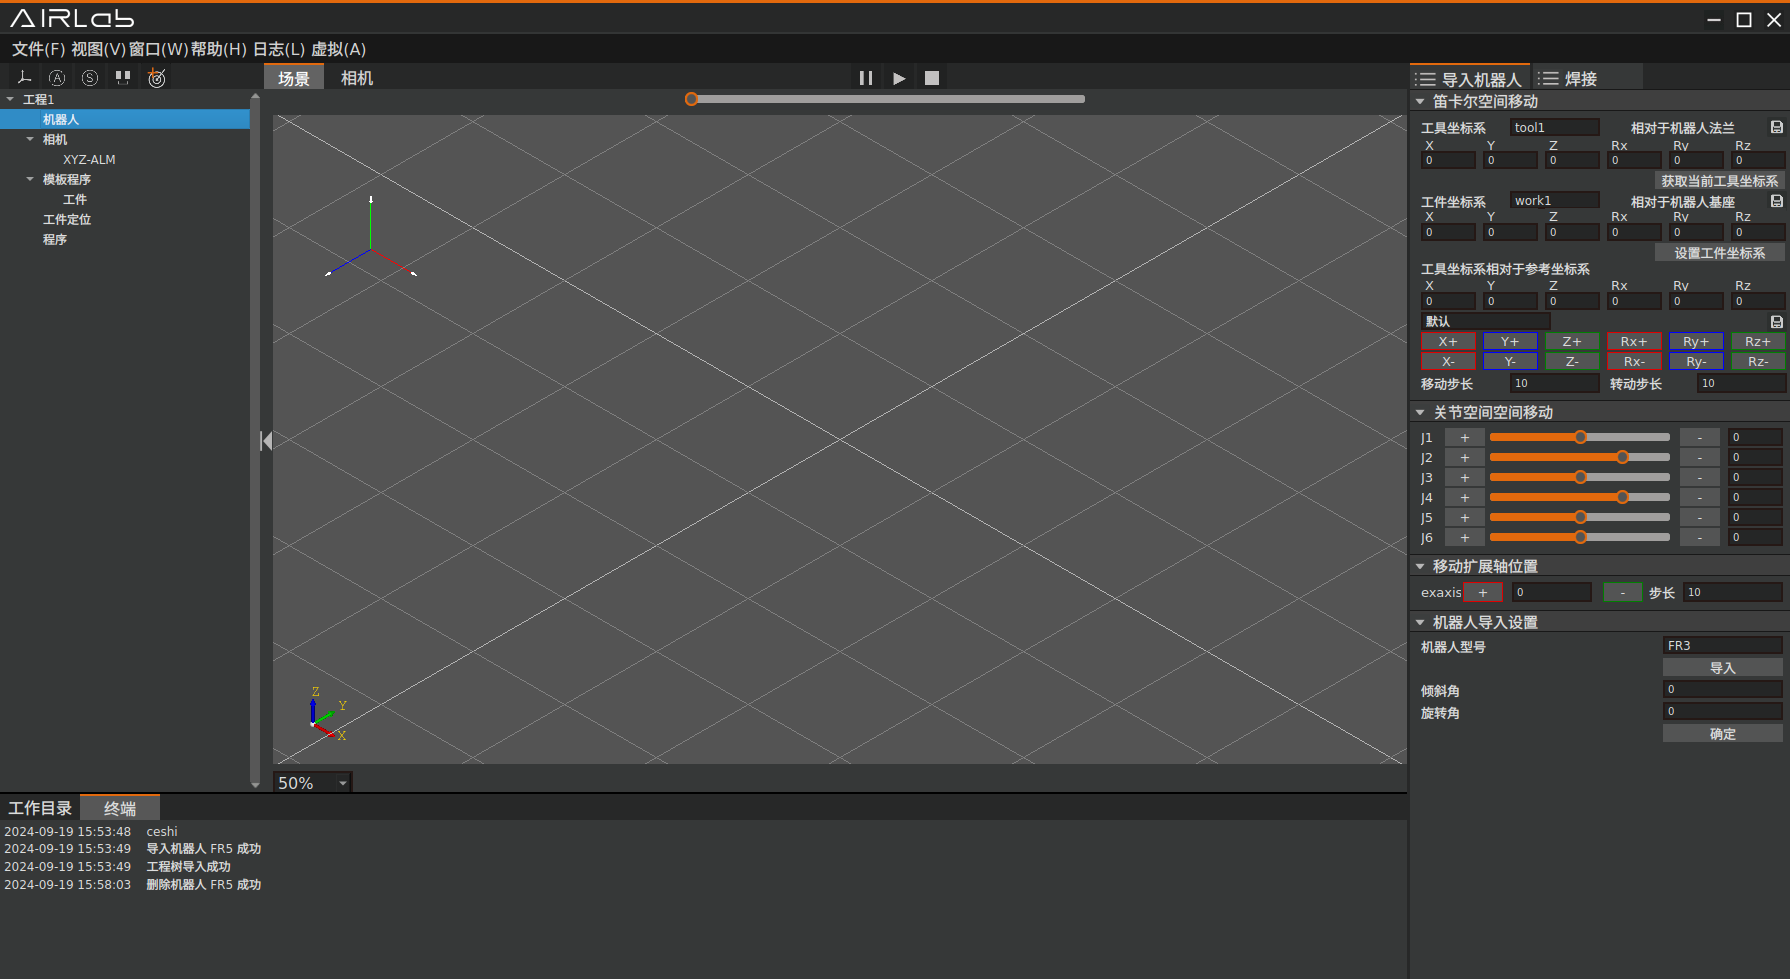 AIRLab
文件(F) 视图(V) 窗口(W) 帮助(H) 日志(L) 虚拟(A)
A S
场景 相机
导入机器人 焊接
工程1
机器人
相机
XYZ-ALM
模板程序
工件
工件定位
程序
Z
Y
X
50%
笛卡尔空间移动
工具坐标系 tool1 相对于机器人法兰
X Y Z Rx Ry Rz
0 0 0 0 0 0
获取当前工具坐标系
工件坐标系 work1 相对于机器人基座
X Y Z Rx Ry Rz
0 0 0 0 0 0
设置工件坐标系
工具坐标系相对于参考坐标系
X Y Z Rx Ry Rz
0 0 0 0 0 0
默认
X+ Y+ Z+ Rx+ Ry+ Rz+
X- Y- Z- Rx- Ry- Rz-
移动步长 10 转动步长 10
关节空间空间移动
J1 + - 0
J2 + - 0
J3 + - 0
J4 + - 0
J5 + - 0
J6 + - 0
移动扩展轴位置
exaxis + 0 - 步长 10
机器人导入设置
机器人型号 FR3
导入
倾斜角 0
旋转角 0
确定
工作目录 终端
2024-09-19 15:53:48 ceshi
2024-09-19 15:53:49 导入机器人 FR5 成功
2024-09-19 15:53:49 工程树导入成功
2024-09-19 15:58:03 删除机器人 FR5 成功